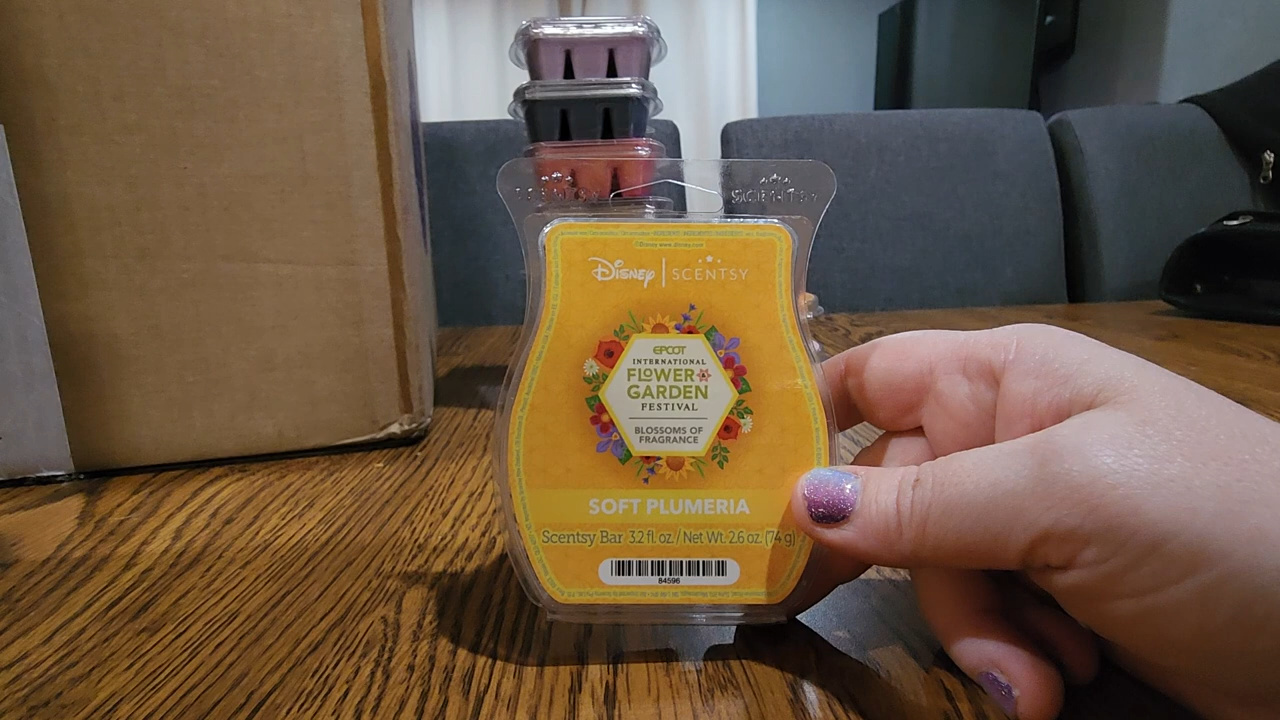 SCENTSY
Disney | SCENTSY
EPCOT
INTERNATIONAL
FLOWER &
GARDEN
FESTIVAL
BLOSSOMS OF
FRAGRANCE
SOFT PLUMERIA
Scentsy Bar 3.2 fl. oz. / Net Wt. 2.6 oz. (74 g)
84596